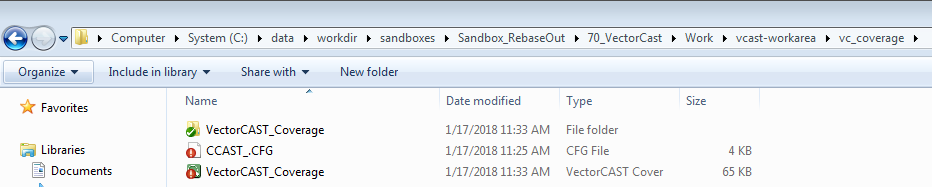 Computer System (C:) data workdir sandboxes Sandbox_RebaseOut 70_VectorCast Work vcast-workarea vc_coverage
Organize Include in library Share with New folder
Favorites
Libraries
Documents
Name Date modified Type Size
VectorCAST_Coverage 1/17/2018 11:33 AM File folder
CCAST_.CFG 1/17/2018 11:25 AM CFG File 4 KB
VectorCAST_Coverage 1/17/2018 11:33 AM VectorCAST Cover 65 KB